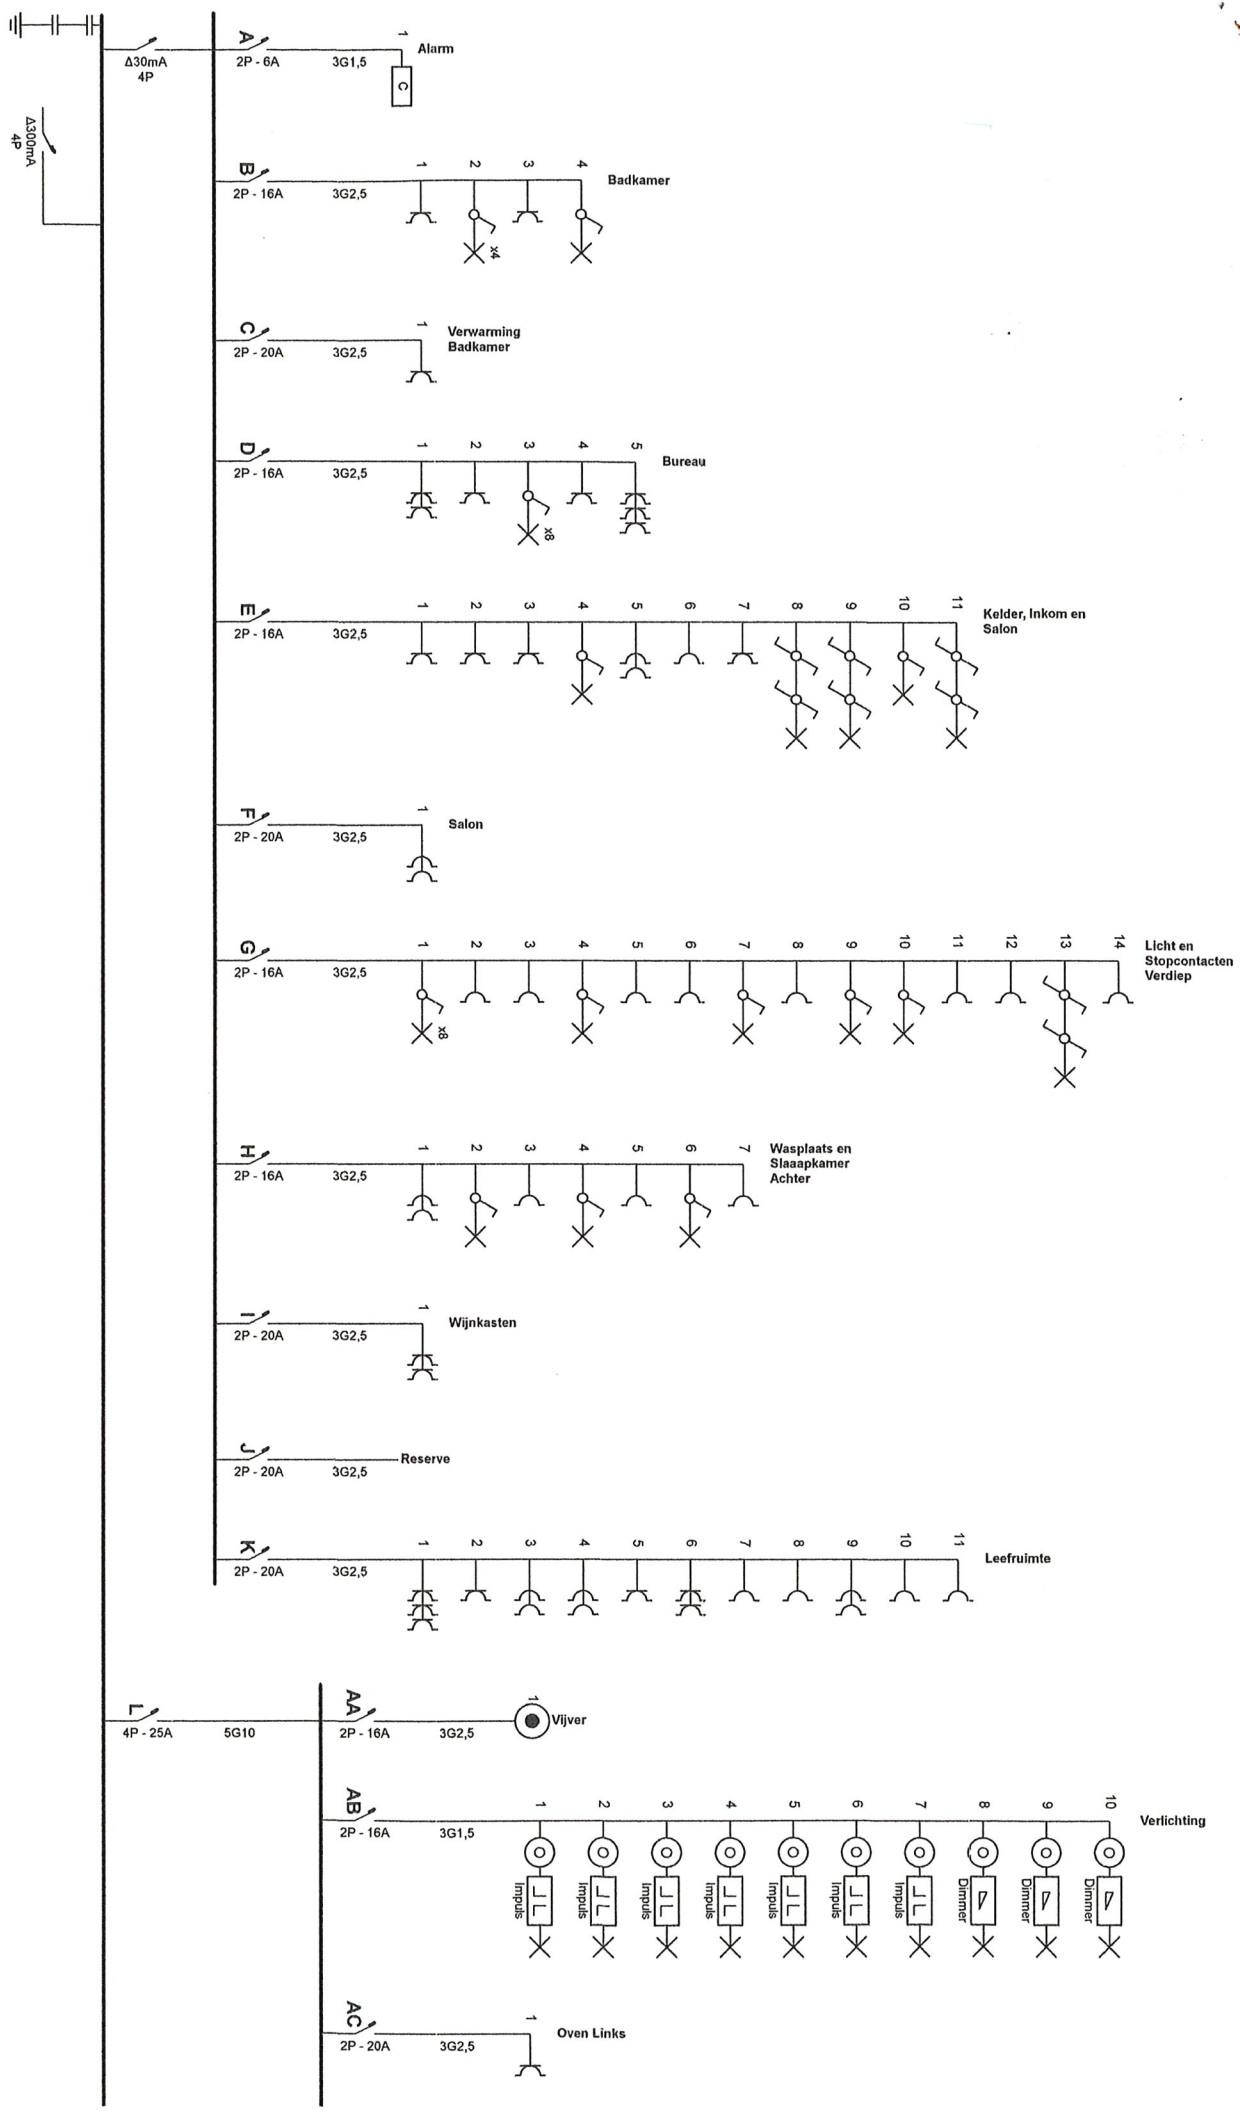 Δ300mA
4P
Δ30mA
4P
A
2P - 6A
3G1,5
1
C
Alarm
B
2P - 16A
3G2,5
1 2 3 4
x4
Badkamer
C
2P - 20A
3G2,5
1
Verwarming
Badkamer
D
2P - 16A
3G2,5
1 2 3 4 5
x8
Bureau
E
2P - 16A
3G2,5
1 2 3 4 5 6 7 8 9 10 11
Kelder, Inkom en
Salon
F
2P - 20A
3G2,5
1
Salon
G
2P - 16A
3G2,5
1 2 3 4 5 6 7 8 9 10 11 12 13 14
x8
Licht en
Stopcontacten
Verdiep
H
2P - 16A
3G2,5
1 2 3 4 5 6 7
Wasplaats en
Slaaapkamer
Achter
I
2P - 20A
3G2,5
1
Wijnkasten
J
2P - 20A
3G2,5
Reserve
K
2P - 20A
3G2,5
1 2 3 4 5 6 7 8 9 10 11
Leefruimte
L
4P - 25A
5G10
AA
2P - 16A
3G2,5
1
Vijver
AB
2P - 16A
3G1,5
1 2 3 4 5 6 7 8 9 10
Impuls Impuls Impuls Impuls Impuls Impuls Impuls Dimmer Dimmer Dimmer
Verlichting
AC
2P - 20A
3G2,5
1
Oven Links